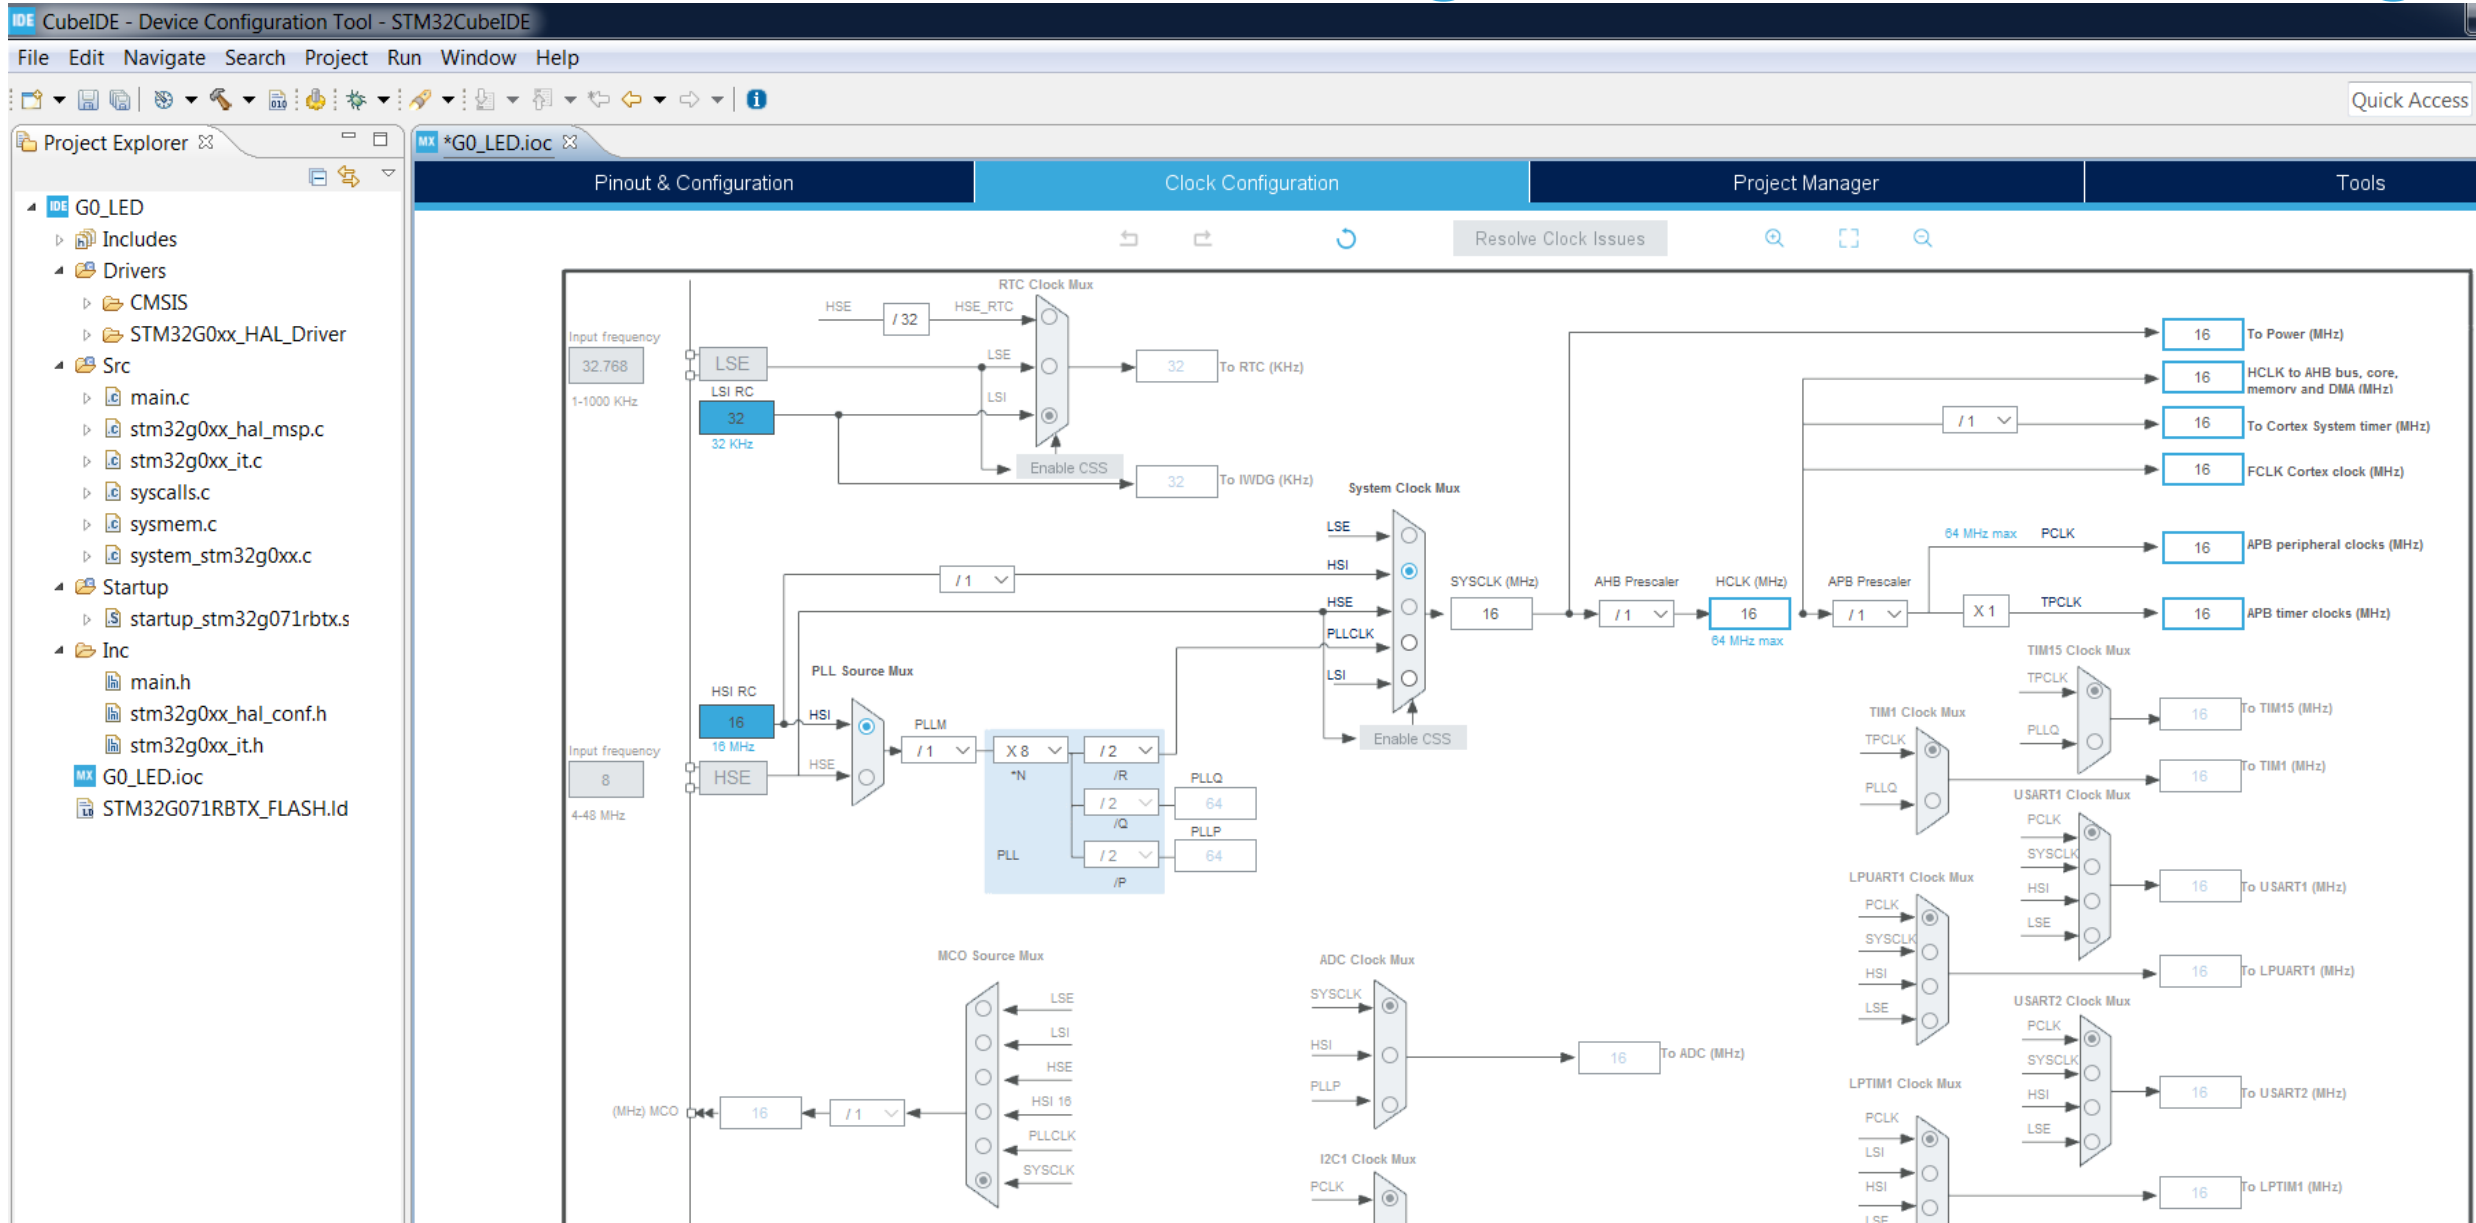 IDE CubeIDE - Device Configuration Tool - STM32CubeIDE
File Edit Navigate Search Project Run Window Help
010
i
Quick Access
Project Explorer
MX *G0_LED.ioc
Pinout & Configuration
Clock Configuration
Project Manager
Tools
Resolve Clock Issues
IDE G0_LED
Includes
Drivers
CMSIS
STM32G0xx_HAL_Driver
Src
main.c
stm32g0xx_hal_msp.c
stm32g0xx_it.c
syscalls.c
sysmem.c
system_stm32g0xx.c
Startup
startup_stm32g071rbtx.s
Inc
main.h
stm32g0xx_hal_conf.h
stm32g0xx_it.h
MX G0_LED.ioc
STM32G071RBTX_FLASH.ld
RTC Clock Mux
HSE
/ 32
HSE_RTC
Input frequency
32.768
1-1000 KHz
LSE
LSE
32
To RTC (KHz)
LSI RC
32
32 KHz
LSI
Enable CSS
32
To IWDG (KHz)
System Clock Mux
LSE
HSI
/ 1
HSE
PLLCLK
LSI
Enable CSS
SYSCLK (MHz)
16
AHB Prescaler
/ 1
HCLK (MHz)
16
64 MHz max
APB Prescaler
/ 1
X 1
16
To Power (MHz)
16
HCLK to AHB bus, core,
memory and DMA (MHz)
/ 1
16
To Cortex System timer (MHz)
16
FCLK Cortex clock (MHz)
64 MHz max
PCLK
16
APB peripheral clocks (MHz)
TPCLK
16
APB timer clocks (MHz)
PLL Source Mux
HSI RC
16
16 MHz
HSI
Input frequency
8
4-48 MHz
HSE
HSE
PLLM
/ 1
X 8
*N
/ 2
/R
PLLQ
/ 2
64
/Q
PLLP
PLL
/ 2
64
/P
TIM15 Clock Mux
TPCLK
PLLQ
16
To TIM15 (MHz)
TIM1 Clock Mux
TPCLK
PLLQ
16
To TIM1 (MHz)
USART1 Clock Mux
PCLK
SYSCLK
HSI
LSE
16
To USART1 (MHz)
LPUART1 Clock Mux
PCLK
SYSCLK
HSI
LSE
16
To LPUART1 (MHz)
USART2 Clock Mux
PCLK
SYSCLK
HSI
LSE
16
To USART2 (MHz)
LPTIM1 Clock Mux
PCLK
LSI
HSI
LSE
16
To LPTIM1 (MHz)
MCO Source Mux
LSE
LSI
HSE
HSI 16
PLLCLK
SYSCLK
(MHz) MCO
16
/ 1
ADC Clock Mux
SYSCLK
HSI
PLLP
16
To ADC (MHz)
I2C1 Clock Mux
PCLK